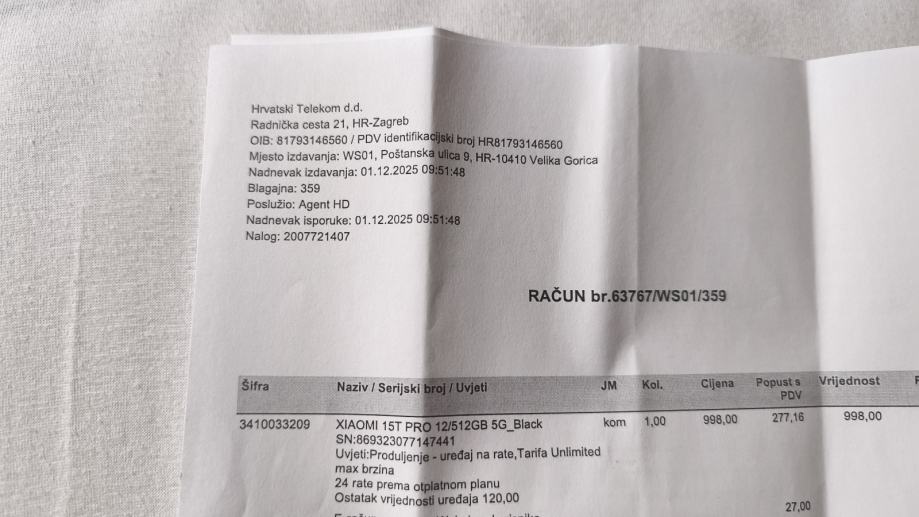 Hrvatski Telekom d.d.
Radnička cesta 21, HR-Zagreb
OIB: 81793146560 / PDV identifikacijski broj HR81793146560
Mjesto izdavanja: WS01, Poštanska ulica 9, HR-10410 Velika Gorica
Nadnevak izdavanja: 01.12.2025 09:51:48
Blagajna: 359
Poslužio: Agent HD
Nadnevak isporuke: 01.12.2025 09:51:48
Nalog: 2007721407
RAČUN br.63767/WS01/359
Šifra Naziv / Serijski broj / Uvjeti JM Kol. Cijena Popust s PDV Vrijednost
3410033209 XIAOMI 15T PRO 12/512GB 5G_Black kom 1,00 998,00 277,16 998,00
SN:869323077147441
Uvjeti:Produljenje - uređaj na rate,Tarifa Unlimited
max brzina
24 rate prema otplatnom planu
Ostatak vrijednosti uređaja 120,00
27,00